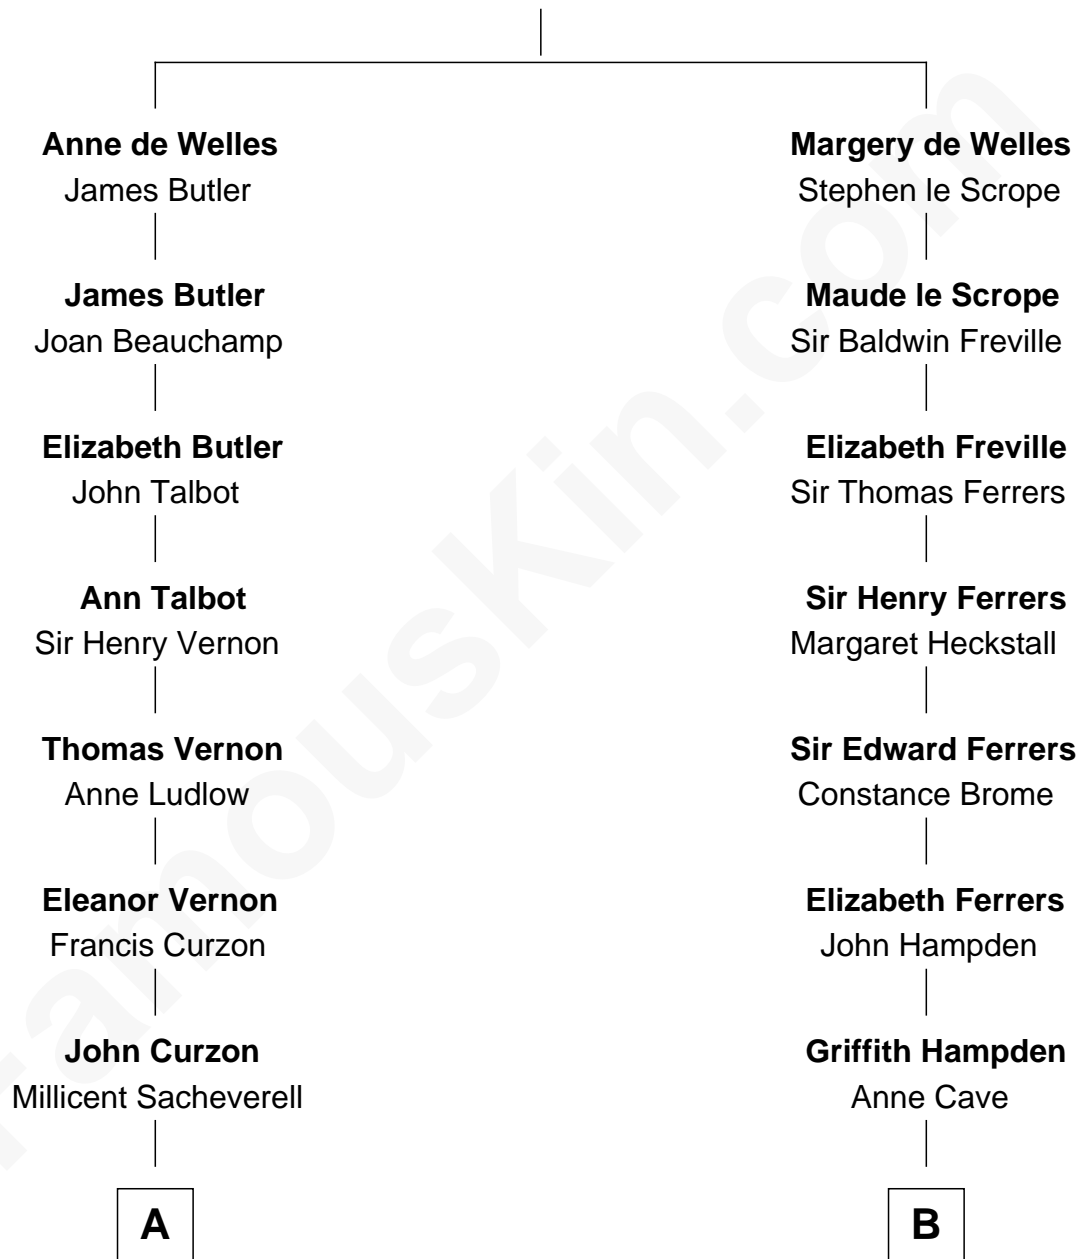 Anne de Welles
James Butler
James Butler
Joan Beauchamp
Elizabeth Butler
John Talbot
Ann Talbot
Sir Henry Vernon
Thomas Vernon
Anne Ludlow
Eleanor Vernon
Francis Curzon
John Curzon
Millicent Sacheverell
A
Margery de Welles
Stephen le Scrope
Maude le Scrope
Sir Baldwin Freville
Elizabeth Freville
Sir Thomas Ferrers
Sir Henry Ferrers
Margaret Heckstall
Sir Edward Ferrers
Constance Brome
Elizabeth Ferrers
John Hampden
Griffith Hampden
Anne Cave
B
FamousKin.com